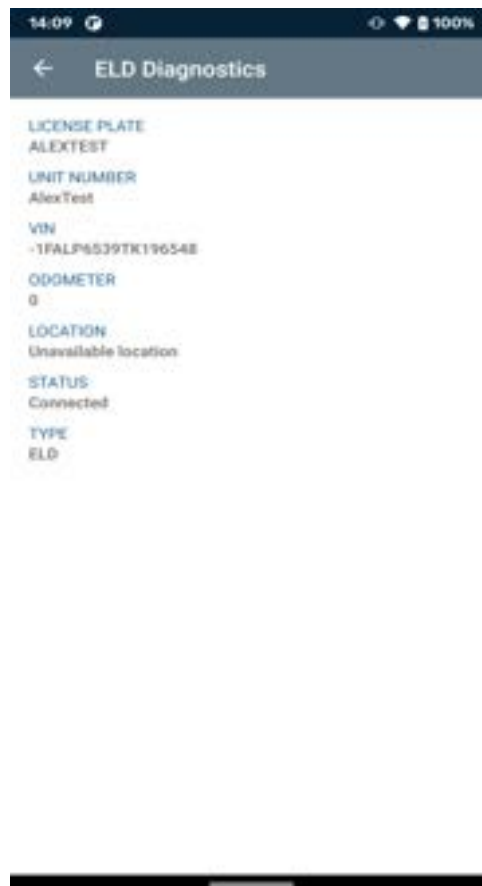 14:09
100%
ELD Diagnostics
LICENSE PLATE
ALEXTEST
UNIT NUMBER
AlexTest
VIN
-1FALP6539TK196548
ODOMETER
0
LOCATION
Unavailable location
STATUS
Connected
TYPE
ELD